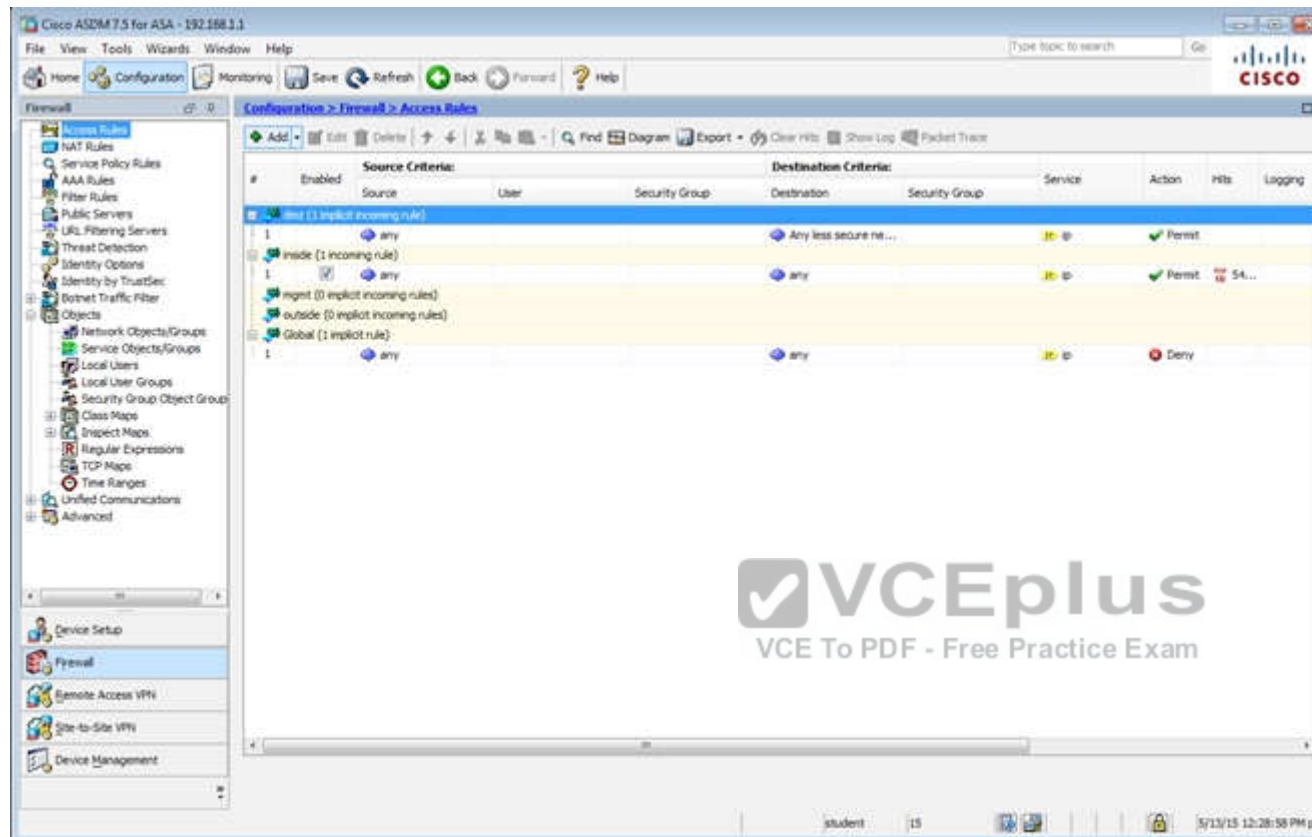 Cisco ASDM 7.5 for ASA - 192.168.1.1
File View Tools Wizards Window Help
Type topic to search Go
CISCO
Home Configuration Monitoring Save Refresh Back Forward Help
Firewall
Access Rules
NAT Rules
Service Policy Rules
AAA Rules
Filter Rules
Public Servers
URL Filtering Servers
Threat Detection
Identity Options
Identity by TrustSec
Botnet Traffic Filter
Objects
Network Objects/Groups
Service Objects/Groups
Local Users
Local User Groups
Security Group Object Group
Class Maps
Inspect Maps
Regular Expressions
TCP Maps
Time Ranges
Unified Communications
Advanced
Device Setup
Firewall
Remote Access VPN
Site-to-Site VPN
Device Management
Configuration > Firewall > Access Rules
Add Edit Delete Find Diagram Export Clear Hits Show Log Packet Trace
Source Criteria: Destination Criteria:
# Enabled Source User Security Group Destination Security Group Service Action Hits Logging
dmz (1 implicit incoming rule)
1 any Any less secure ne... ip Permit
inside (1 incoming rule)
1 any any ip Permit 54...
mgmt (0 implicit incoming rules)
outside (0 implicit incoming rules)
Global (1 implicit rule)
1 any any ip Deny
VCEplus
VCE To PDF - Free Practice Exam
student 15 5/13/15 12:28:58 PM